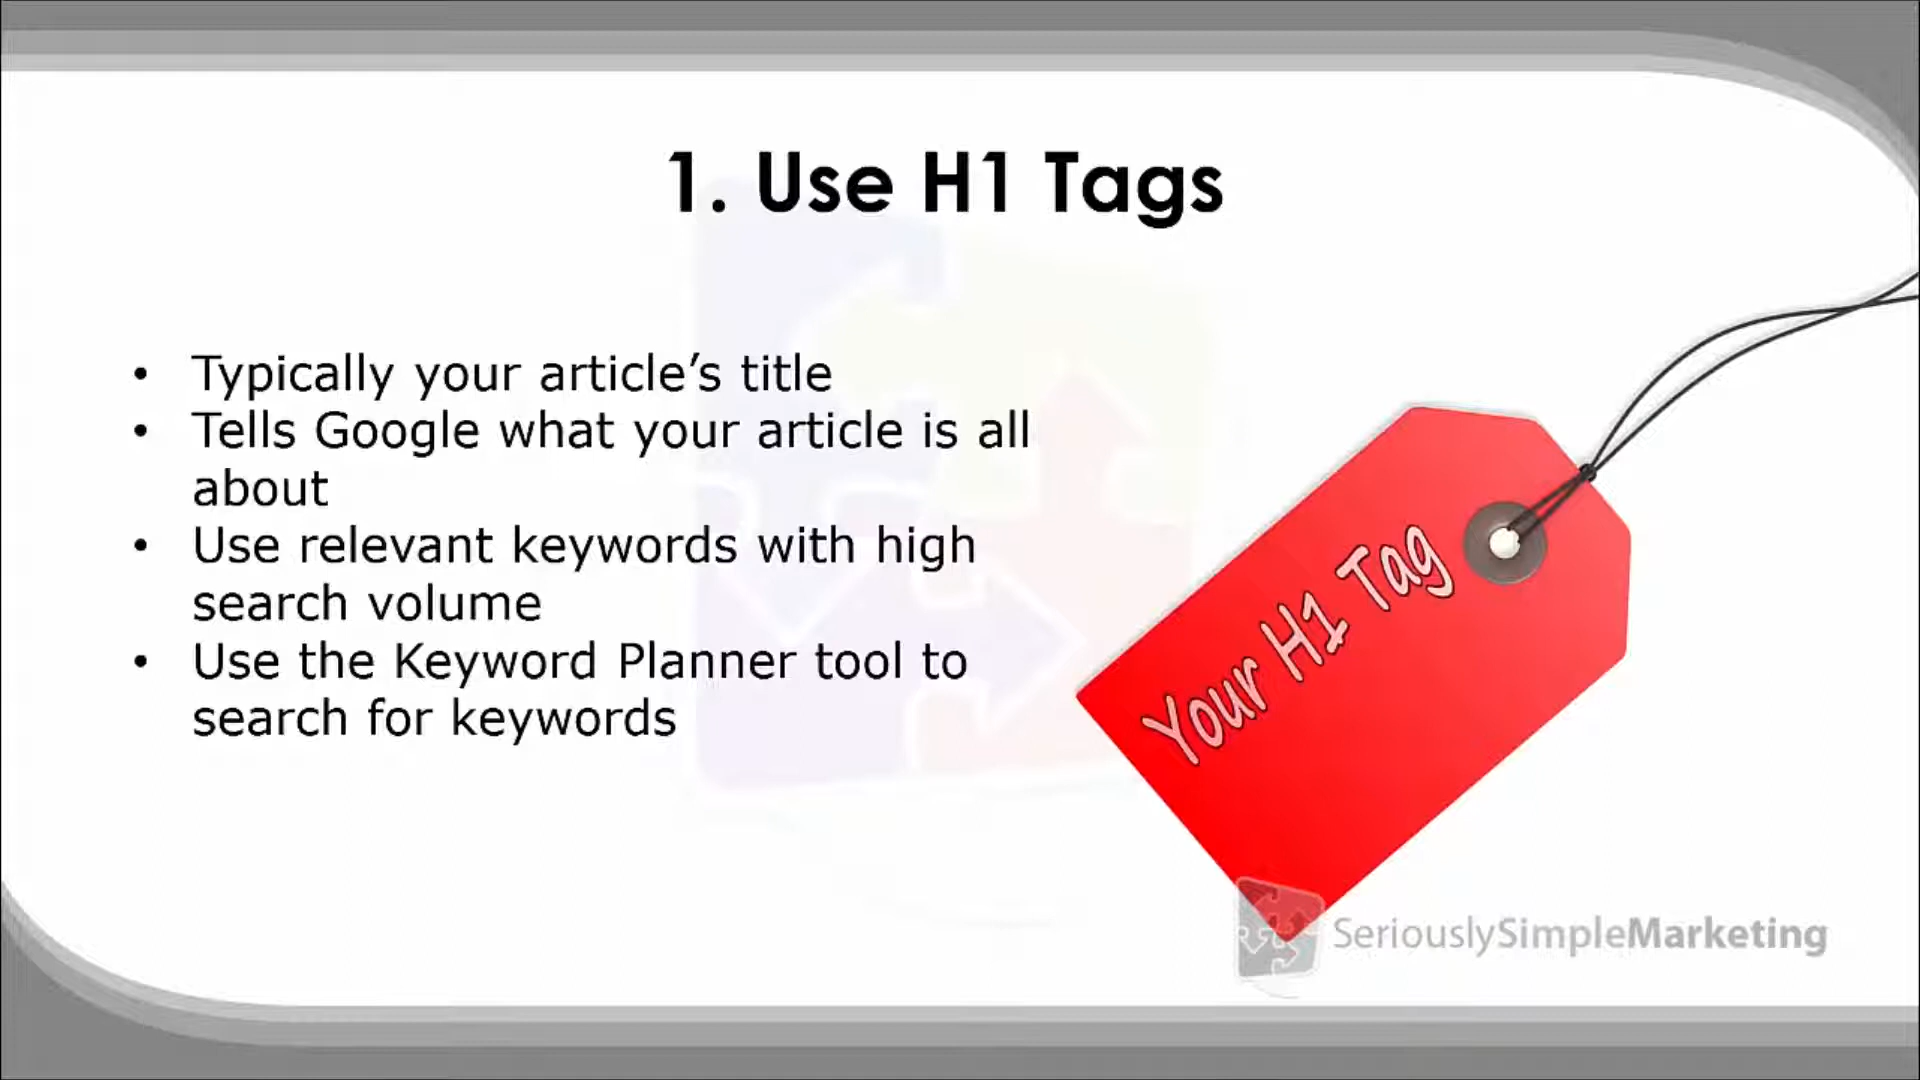 1. Use H1 Tags
• Typically your article’s title
• Tells Google what your article is all
about
• Use relevant keywords with high
search volume
• Use the Keyword Planner tool to
search for keywords
Your H1 Tag
SeriouslySimpleMarketing